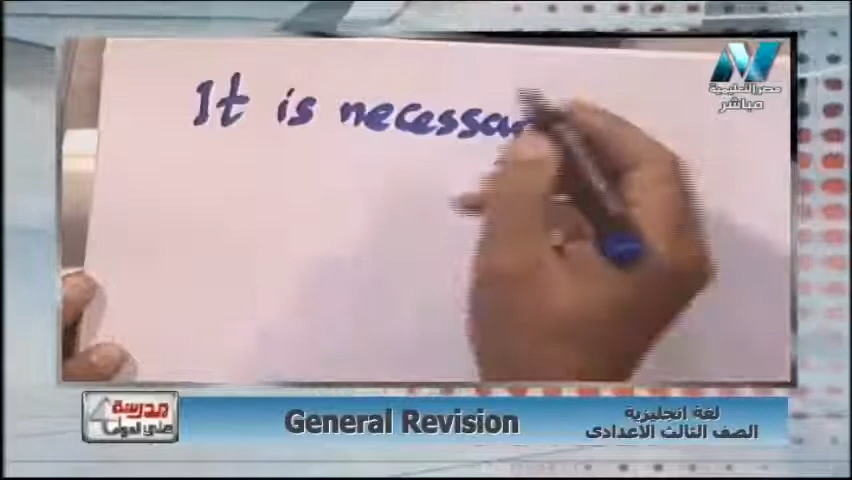 It is necessa
مصر التعليمية
مباشر
مدرسة
على الهواء
General Revision
لغة انجليزية
الصف الثالث الاعدادى